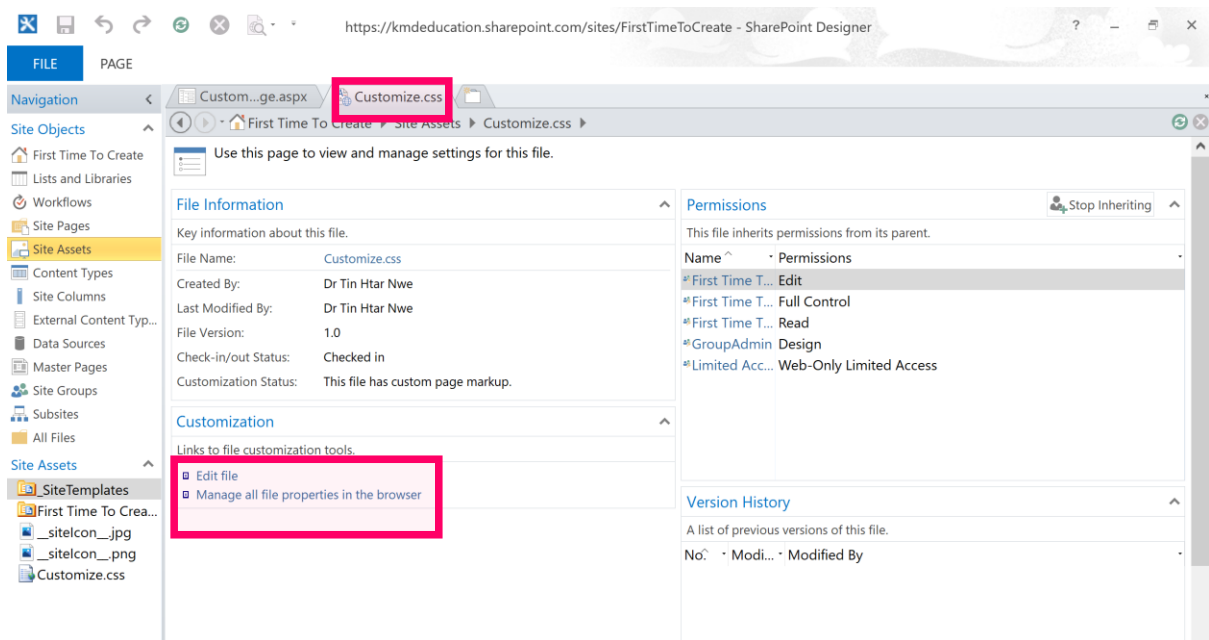 https://kmdeducation.sharepoint.com/sites/FirstTimeToCreate - SharePoint Designer
?
FILE PAGE
Navigation
Custom...ge.aspx
Customize.css
First Time To Create Site Assets Customize.css
Use this page to view and manage settings for this file.
Site Objects
First Time To Create
Lists and Libraries
Workflows
Site Pages
Site Assets
Content Types
Site Columns
External Content Typ...
Data Sources
Master Pages
Site Groups
Subsites
All Files
Site Assets
_SiteTemplates
First Time To Crea...
__siteIcon__.jpg
__siteIcon__.png
Customize.css
File Information
Key information about this file.
File Name: Customize.css
Created By: Dr Tin Htar Nwe
Last Modified By: Dr Tin Htar Nwe
File Version: 1.0
Check-in/out Status: Checked in
Customization Status: This file has custom page markup.
Customization
Links to file customization tools.
Edit file
Manage all file properties in the browser
Permissions
Stop Inheriting
This file inherits permissions from its parent.
Name Permissions
First Time T... Edit
First Time T... Full Control
First Time T... Read
GroupAdmin Design
Limited Acc... Web-Only Limited Access
Version History
A list of previous versions of this file.
No. Modi... Modified By